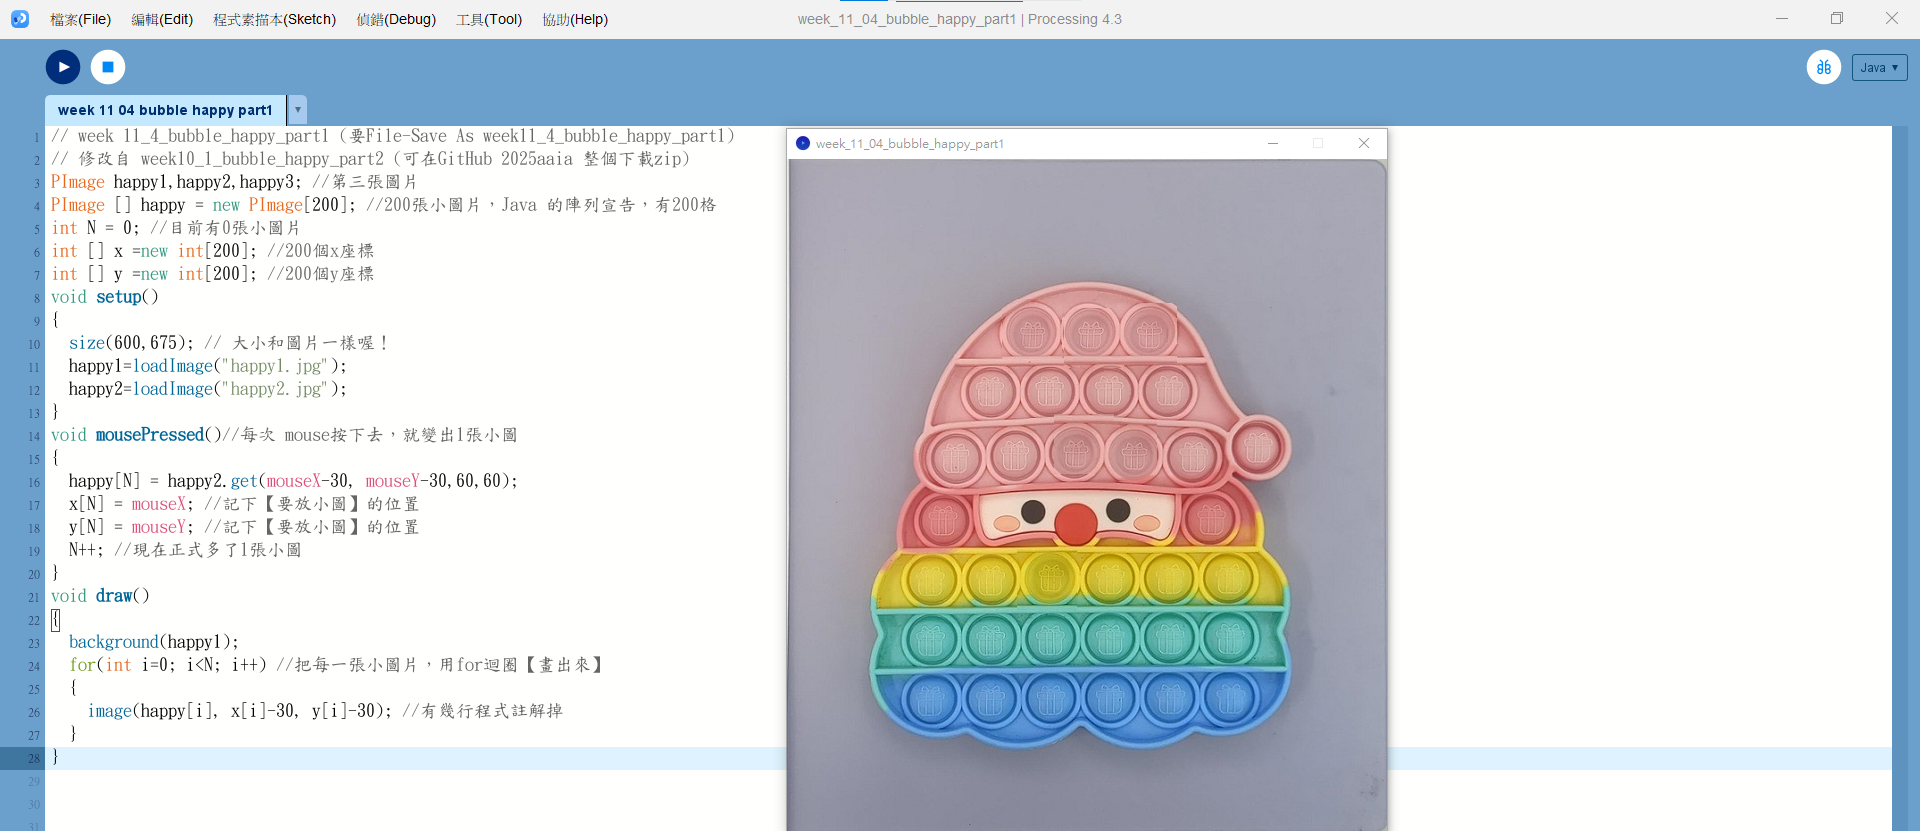 檔案(File) 編輯(Edit) 程式素描本(Sketch) 偵錯(Debug) 工具(Tool) 協助(Help) week_11_04_bubble_happy_part1 | Processing 4.3
Java ▼
week 11 04 bubble happy part1 ▼
1 // week 11_4_bubble_happy_part1 (要File-Save As week11_4_bubble_happy_part1)
2 // 修改自 week10_1_bubble_happy_part2 (可在GitHub 2025aaia 整個下載zip)
3 PImage happy1,happy2,happy3; //第三張圖片
4 PImage [] happy = new PImage[200]; //200張小圖片，Java 的陣列宣告，有200格
5 int N = 0; //目前有0張小圖片
6 int [] x =new int[200]; //200個x座標
7 int [] y =new int[200]; //200個y座標
8 void setup()
9 {
10 size(600,675); // 大小和圖片一樣喔！
11 happy1=loadImage("happy1.jpg");
12 happy2=loadImage("happy2.jpg");
13 }
14 void mousePressed()//每次 mouse按下去，就變出1張小圖
15 {
16 happy[N] = happy2.get(mouseX-30, mouseY-30,60,60);
17 x[N] = mouseX; //記下【要放小圖】的位置
18 y[N] = mouseY; //記下【要放小圖】的位置
19 N++; //現在正式多了1張小圖
20 }
21 void draw()
22 {
23 background(happy1);
24 for(int i=0; i<N; i++) //把每一張小圖片，用for迴圈【畫出來】
25 {
26 image(happy[i], x[i]-30, y[i]-30); //有幾行程式註解掉
27 }
28 }
29
30
31
week_11_04_bubble_happy_part1